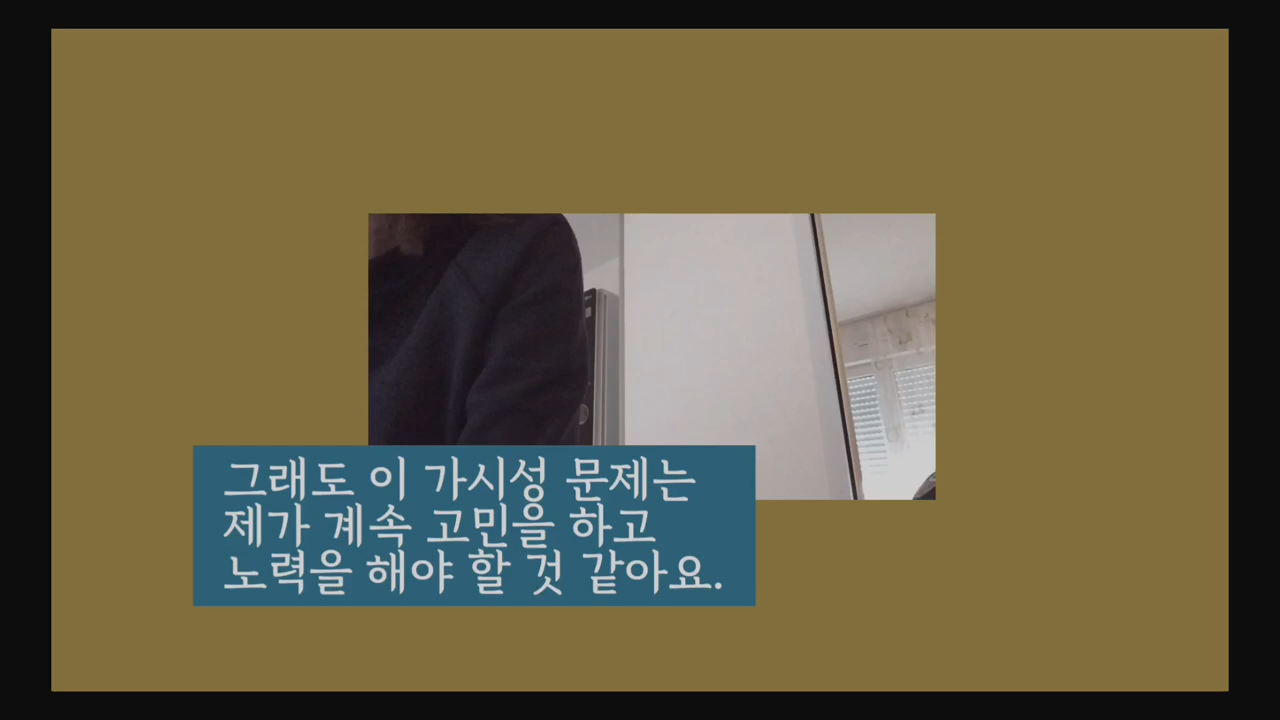 그래도 이 가시성 문제는
제가 계속 고민을 하고
노력을 해야 할 것 같아요.